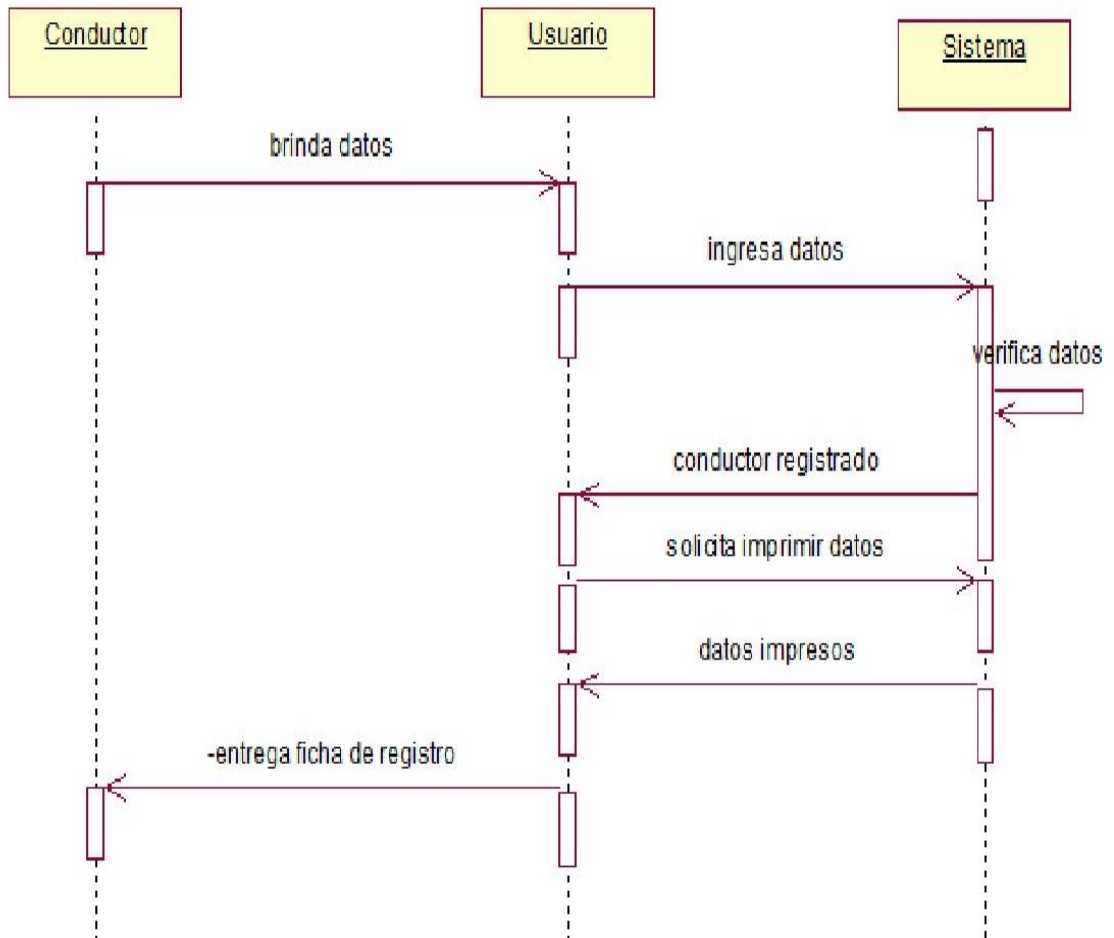 Conductor
Usuario
Sistema
brinda datos
ingresa datos
verifica datos
conductor registrado
solicita imprimir datos
datos impresos
-entrega ficha de registro